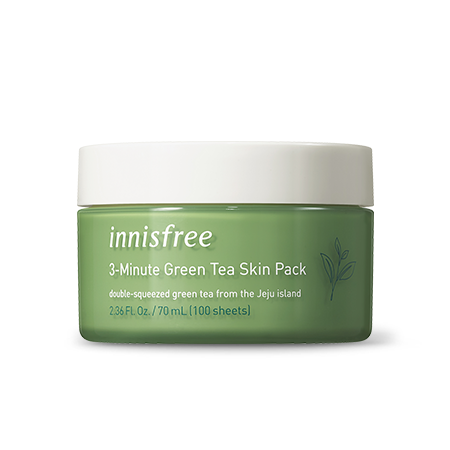 innisfree
3-Minute Green Tea Skin Pack
double-squeezed green tea from the Jeju island
2.36 FL. Oz. / 70 mL [100 sheets]